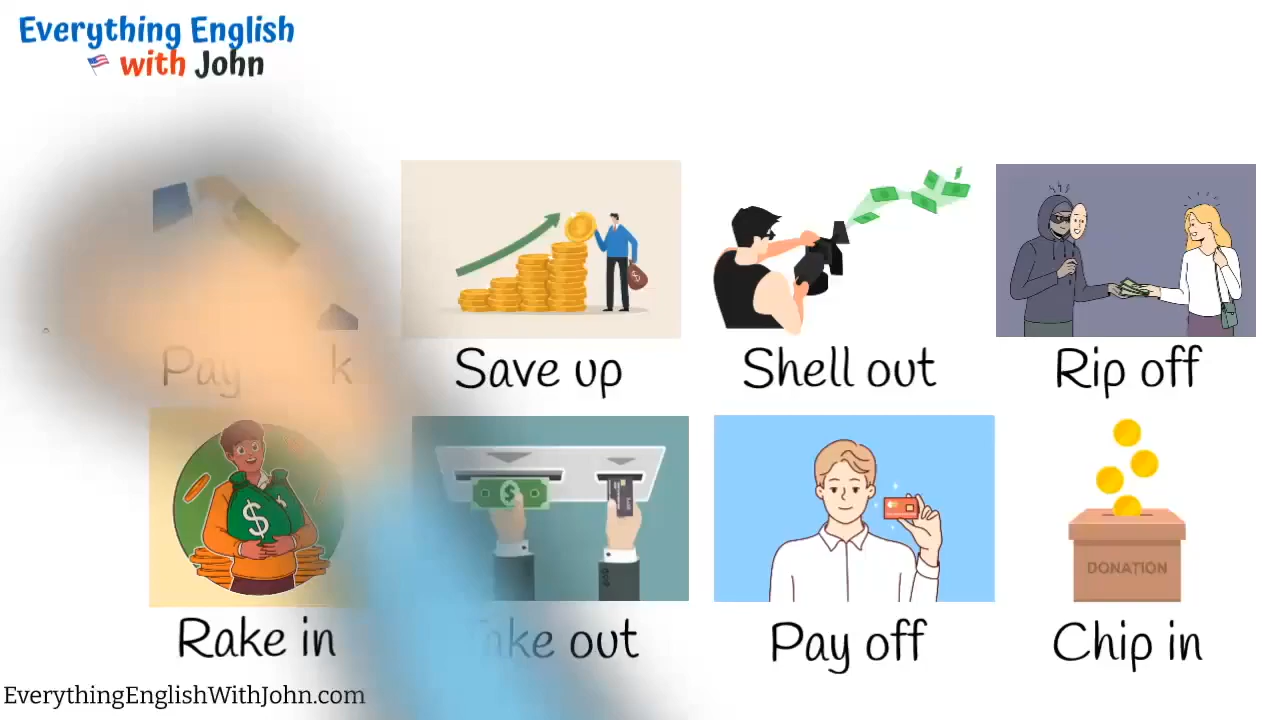 Everything English
with John
Save up
Shell out
Rip off
DONATION
Rake in
out
Pay off
Chip in
EverythingEnglishWithJohn.com